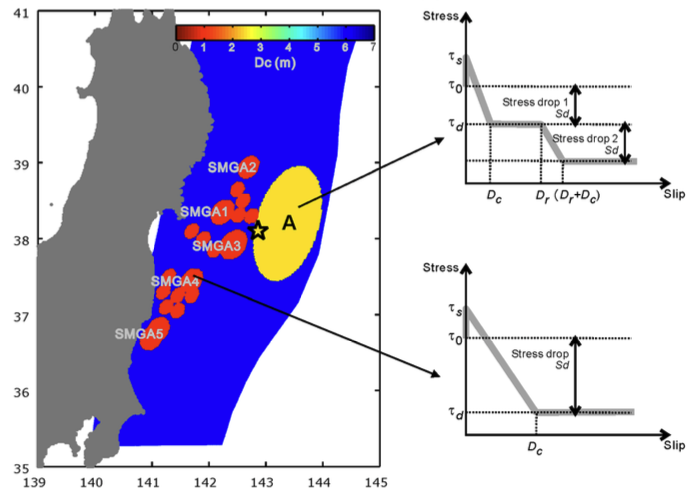 41
40
39
38
37
36
35
139
140
141
142
143
144
145
0 1 2 3 4 5 6 7
Dc (m)
SMGA2
SMGA1
SMGA3
SMGA4
SMGA5
A
Stress
τs
τ0
τd
Stress drop 1
Sd
Stress drop 2
Sd
Dc
Dr (Dr+Dc)
Slip
Stress
τs
τ0
τd
Stress drop
Sd
Dc
Slip